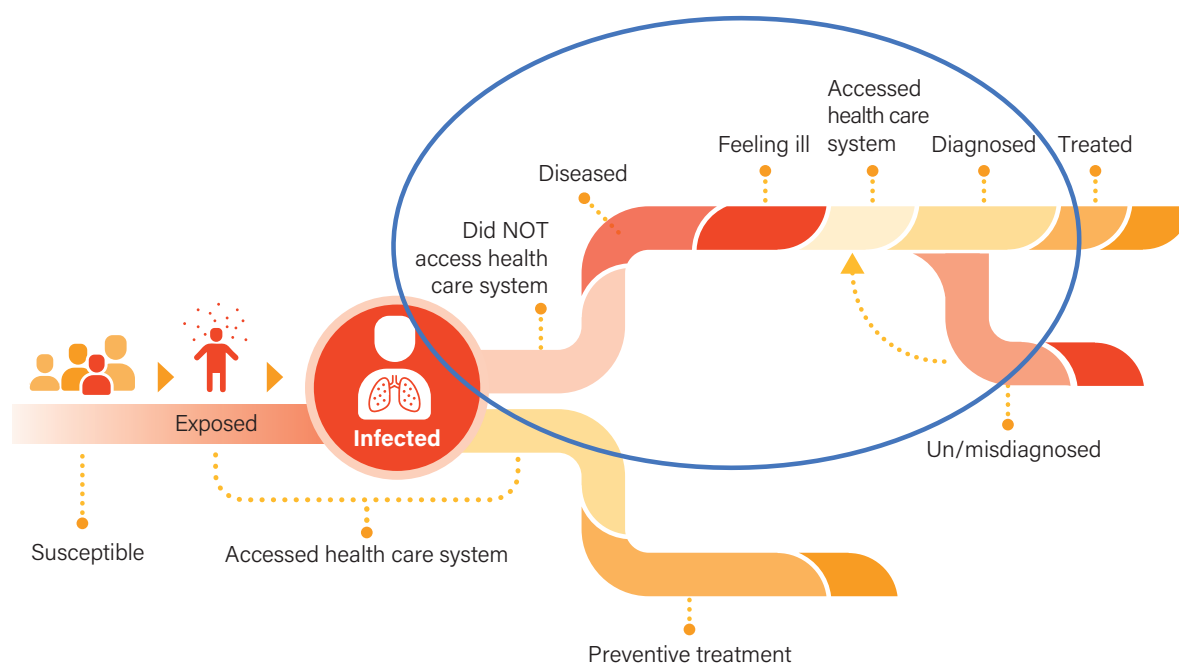 Accessed
health care
system
Feeling ill
Diagnosed
Treated
Diseased
Did NOT
access health
care system
Exposed
Infected
Un/misdiagnosed
Susceptible
Accessed health care system
Preventive treatment